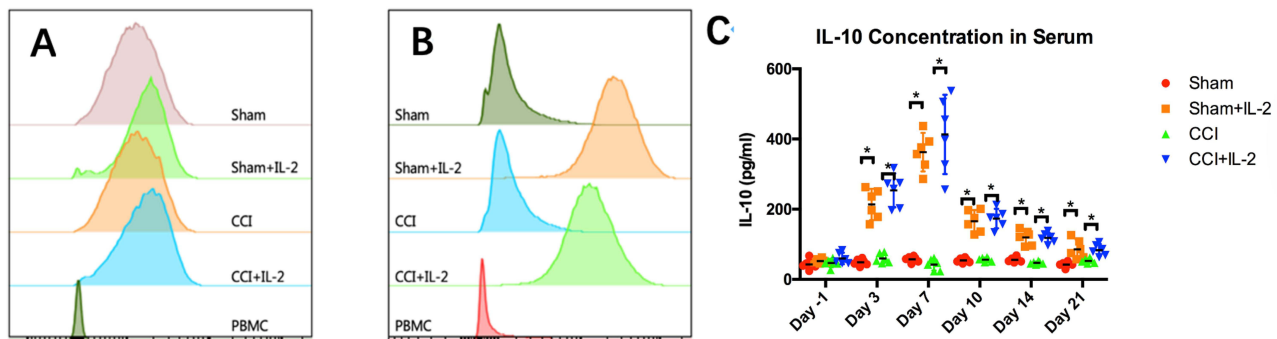 A
Sham
Sham+IL-2
CCI
CCI+IL-2
PBMC
B
Sham
Sham+IL-2
CCI
CCI+IL-2
PBMC
C
IL-10 Concentration in Serum
IL-10 (pg/ml)
600
400
200
0
* * * * * * * * * *
Day -1
Day 3
Day 7
Day 10
Day 14
Day 21
Sham
Sham+IL-2
CCI
CCI+IL-2